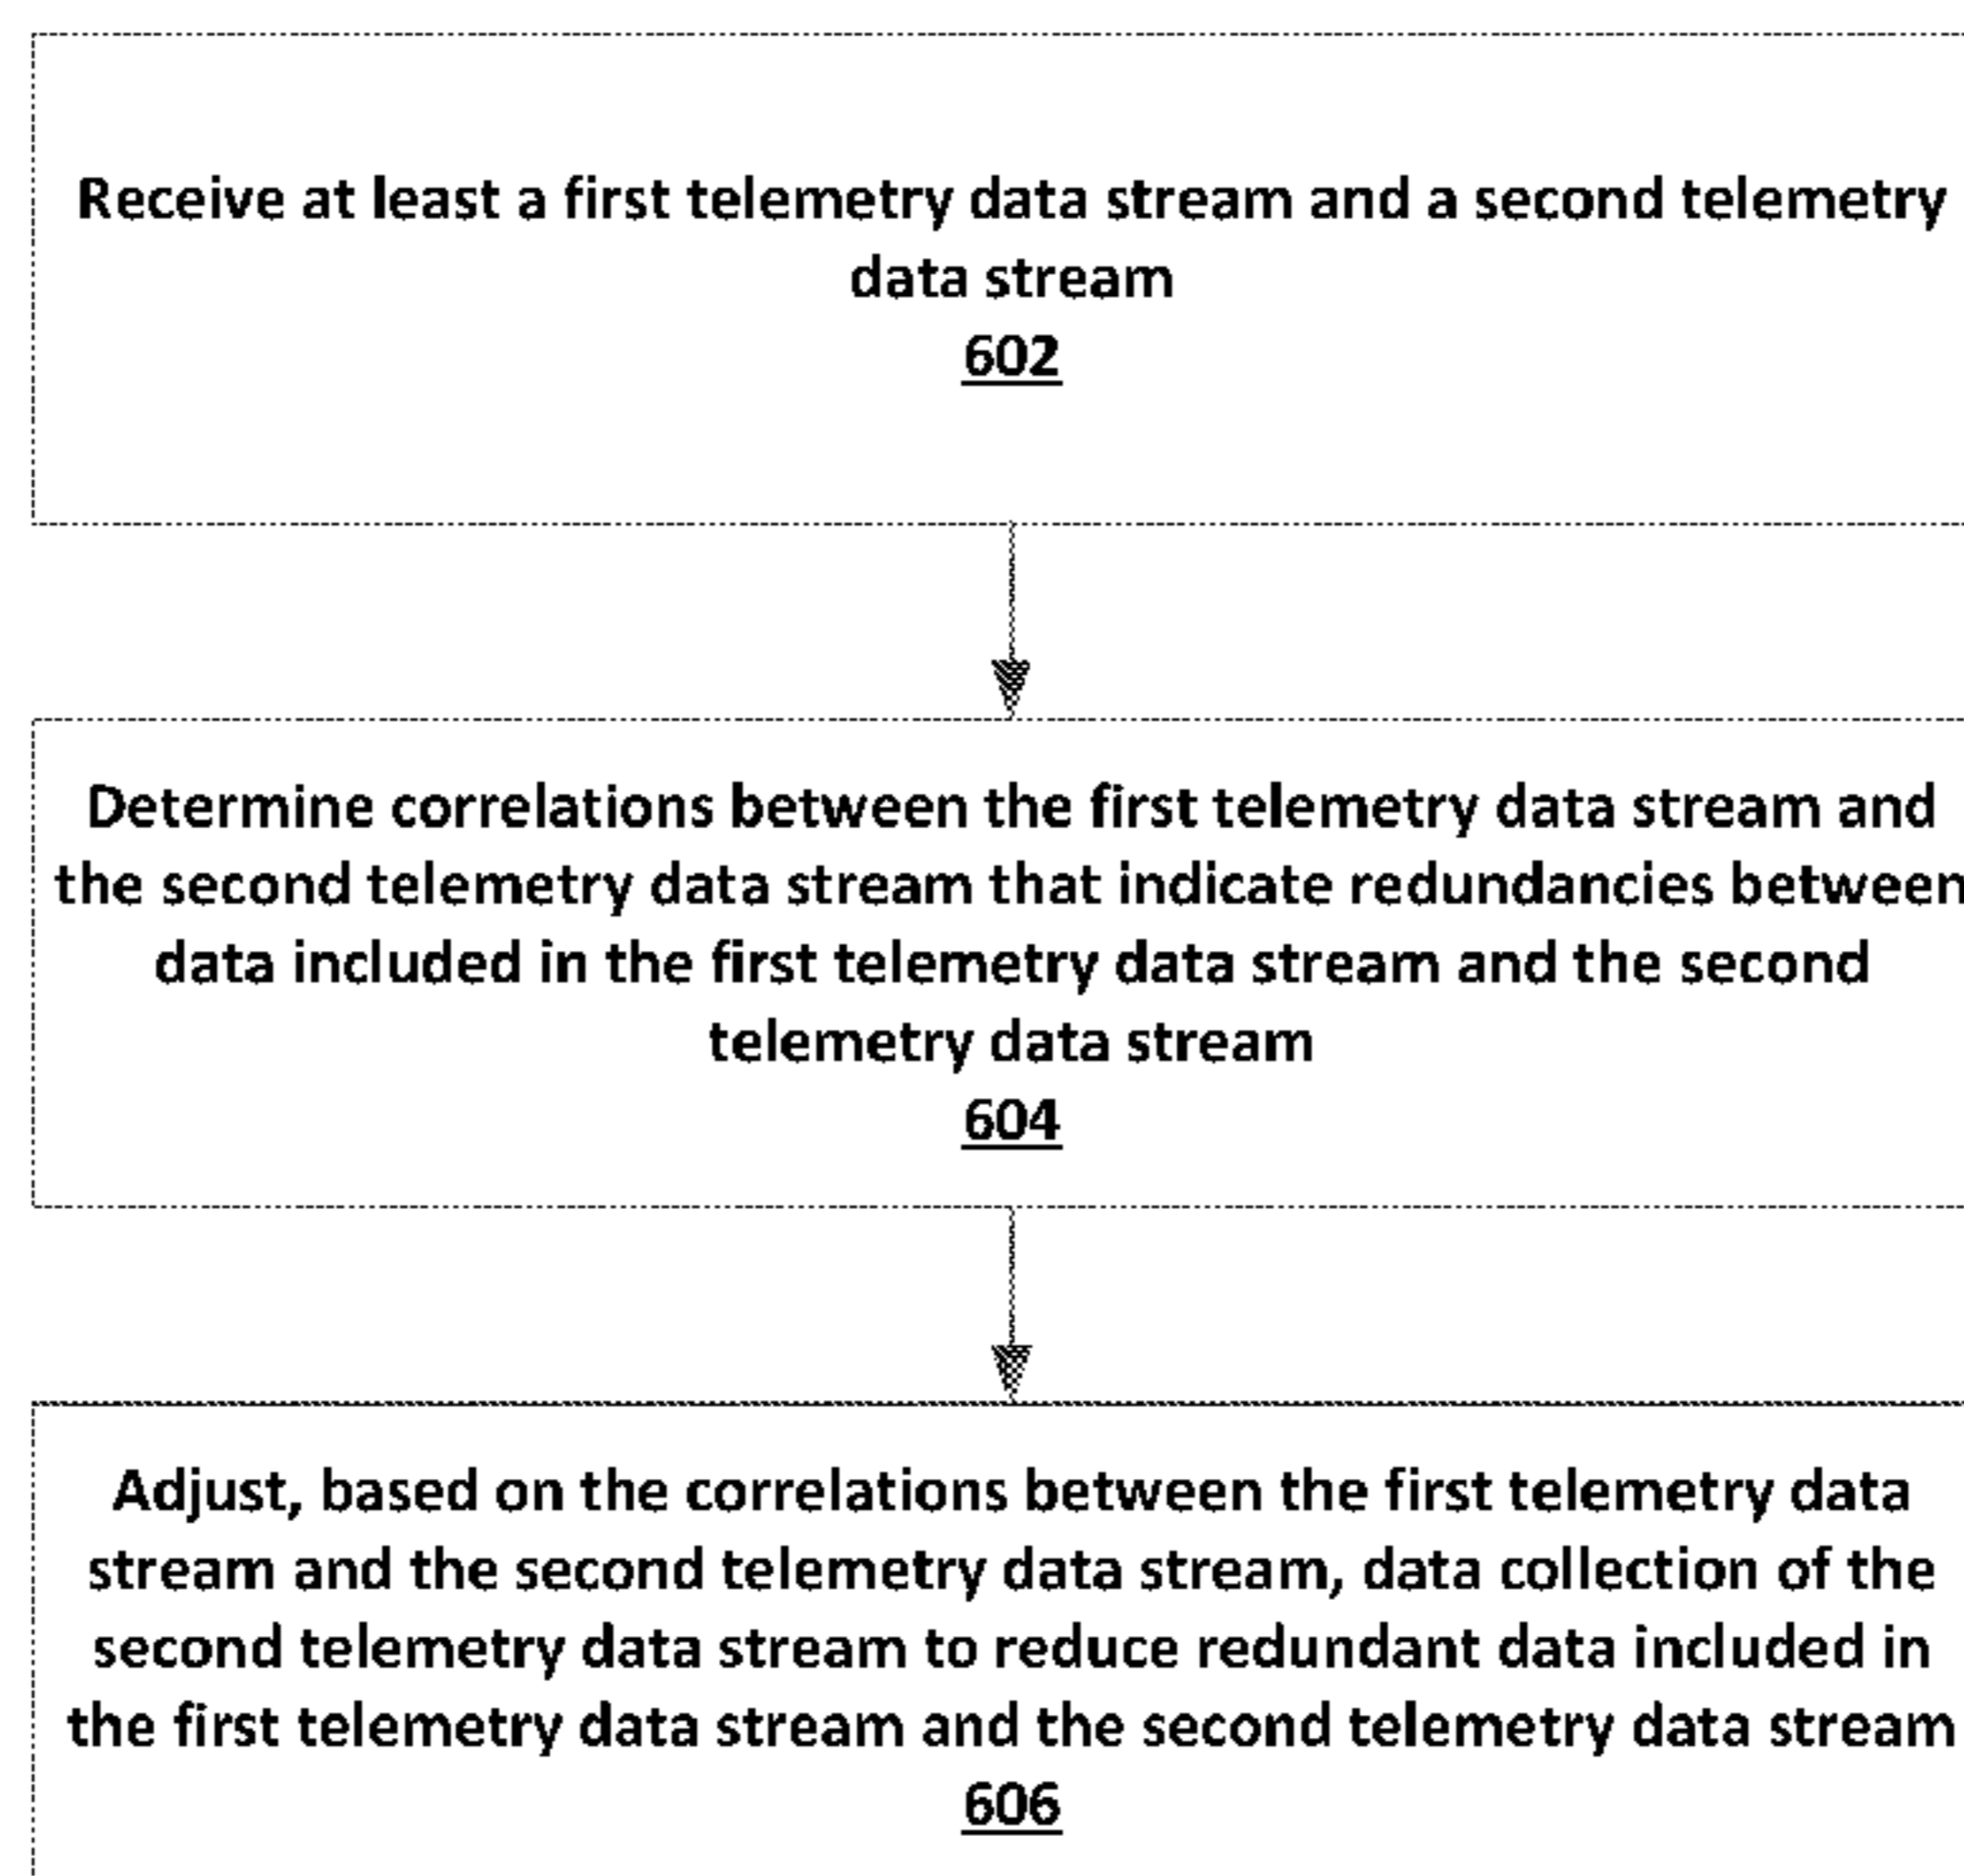 Receive at least a first telemetry data stream and a second telemetry
data stream
602
Determine correlations between the first telemetry data stream and
the second telemetry data stream that indicate redundancies between
data included in the first telemetry data stream and the second
telemetry data stream
604
Adjust, based on the correlations between the first telemetry data
stream and the second telemetry data stream, data collection of the
second telemetry data stream to reduce redundant data included in
the first telemetry data stream and the second telemetry data stream
606